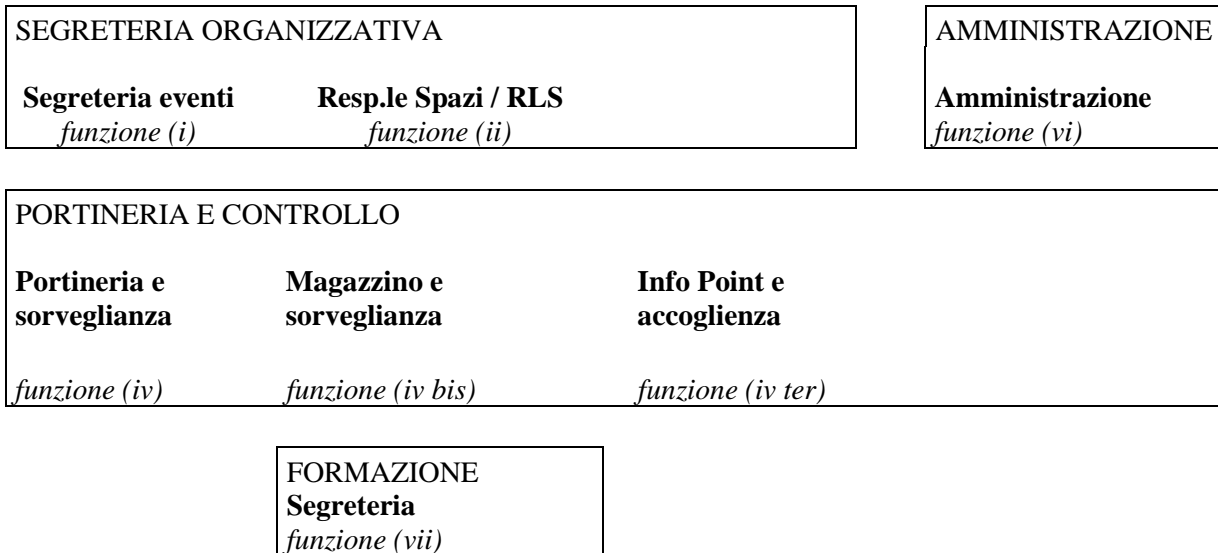 SEGRETERIA ORGANIZZATIVA
Segreteria eventi Resp.le Spazi / RLS
funzione (i) funzione (ii)
AMMINISTRAZIONE
Amministrazione
funzione (vi)
PORTINERIA E CONTROLLO
Portineria e Magazzino e Info Point e
sorveglianza sorveglianza accoglienza
funzione (iv) funzione (iv bis) funzione (iv ter)
FORMAZIONE
Segreteria
funzione (vii)